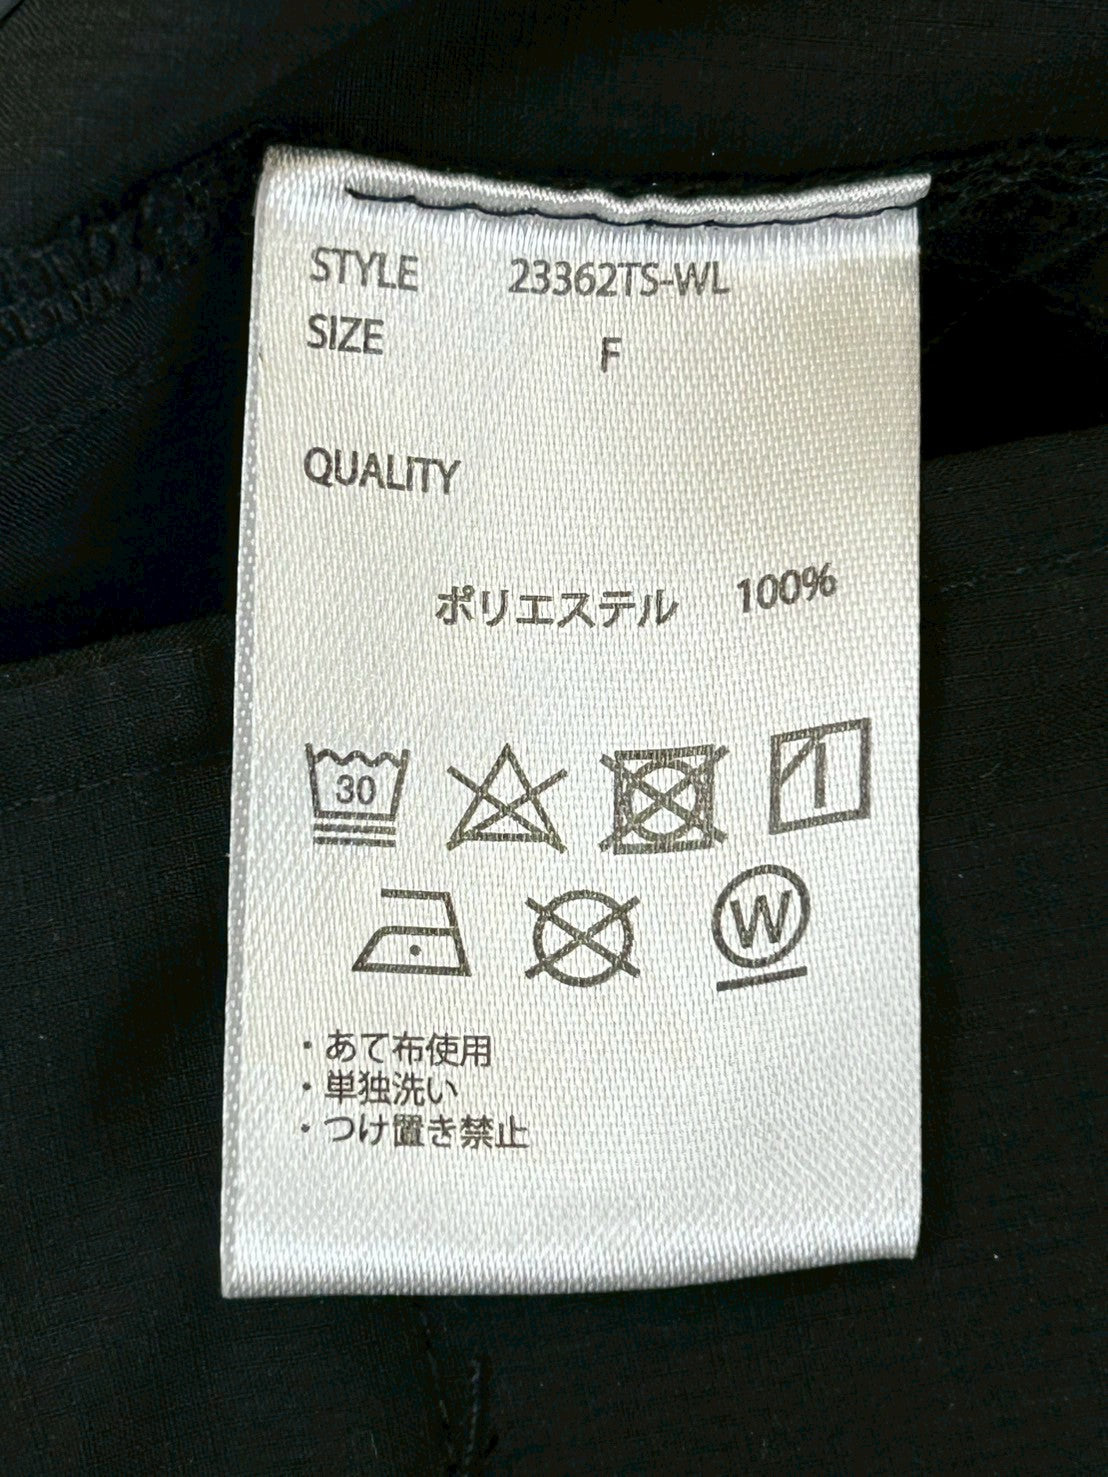 STYLE 23362TS-WL
SIZE F
QUALITY
ポリエステル 100%
30
W
・あて布使用
・単独洗い
・つけ置き禁止